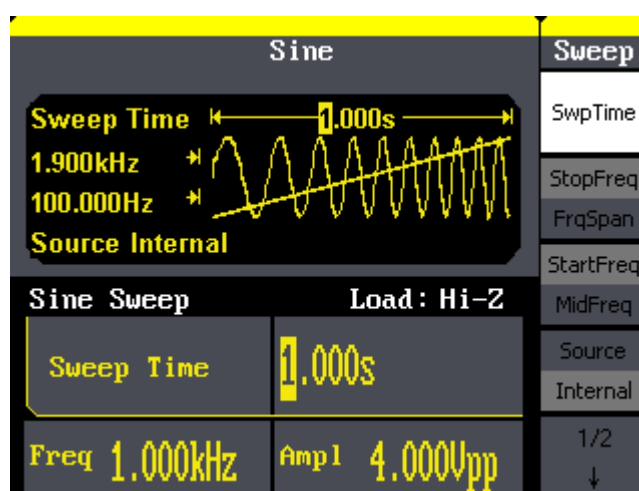 Sine
Sweep Time 1.000s
1.900kHz
100.000Hz
Source Internal
Sine Sweep Load: Hi-Z
Sweep Time 1.000s
Freq 1.000kHz Ampl 4.000Vpp
Sweep
SwpTime
StopFreq
FrqSpan
StartFreq
MidFreq
Source
Internal
1/2
↓